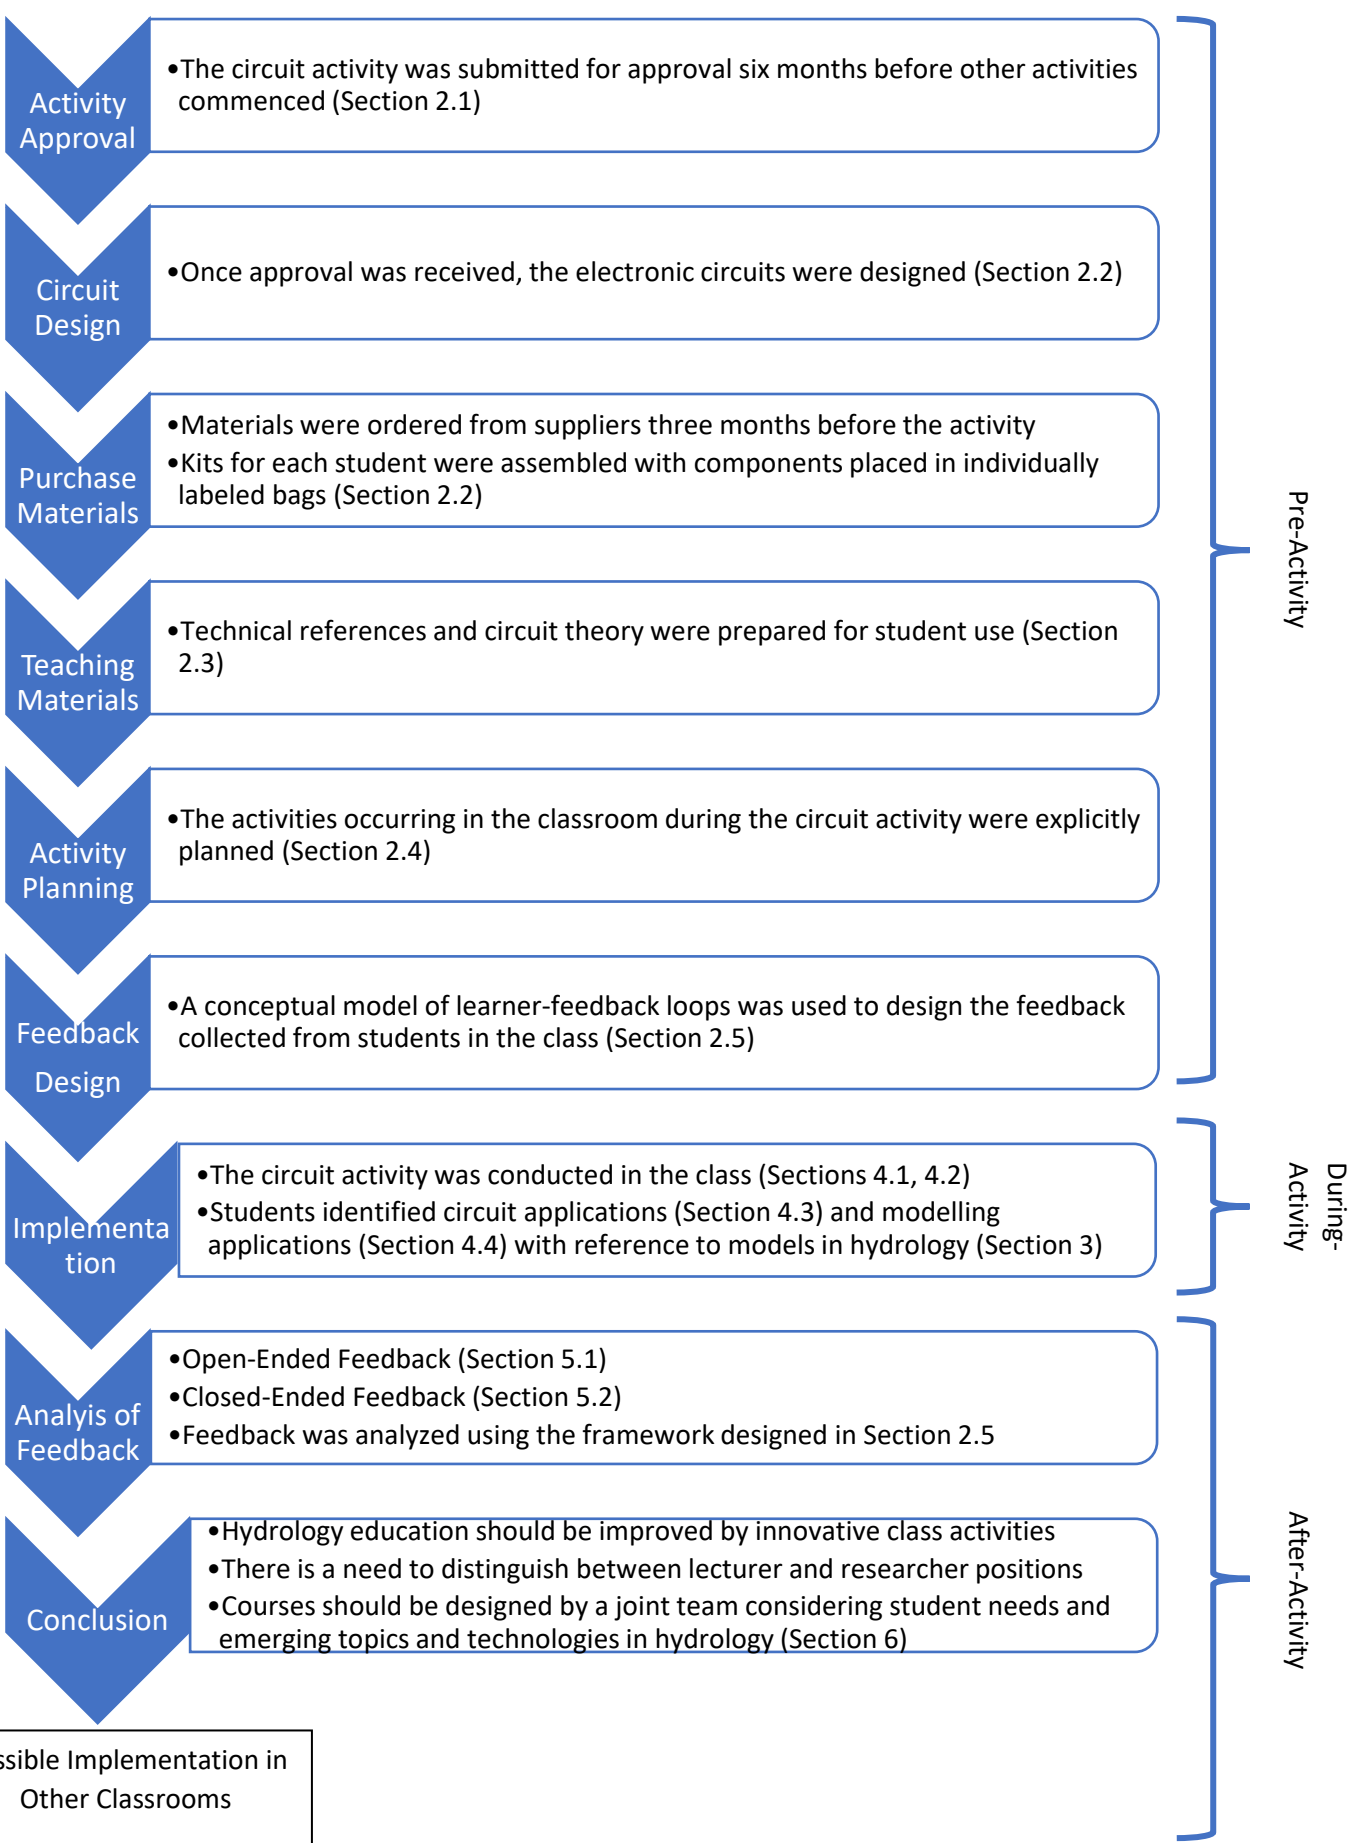 Activity
Approval
•The circuit activity was submitted for approval six months before other activities
commenced (Section 2.1)
Circuit
Design
•Once approval was received, the electronic circuits were designed (Section 2.2)
Purchase
Materials
•Materials were ordered from suppliers three months before the activity
•Kits for each student were assembled with components placed in individually
labeled bags (Section 2.2)
Teaching
Materials
•Technical references and circuit theory were prepared for student use (Section
2.3)
Activity
Planning
•The activities occurring in the classroom during the circuit activity were explicitly
planned (Section 2.4)
Feedback
Design
•A conceptual model of learner-feedback loops was used to design the feedback
collected from students in the class (Section 2.5)
Pre-Activity
Implementa
tion
•The circuit activity was conducted in the class (Sections 4.1, 4.2)
•Students identified circuit applications (Section 4.3) and modelling
applications (Section 4.4) with reference to models in hydrology (Section 3)
During-
Activity
Analyis of
Feedback
•Open-Ended Feedback (Section 5.1)
•Closed-Ended Feedback (Section 5.2)
•Feedback was analyzed using the framework designed in Section 2.5
Conclusion
•Hydrology education should be improved by innovative class activities
•There is a need to distinguish between lecturer and researcher positions
•Courses should be designed by a joint team considering student needs and
emerging topics and technologies in hydrology (Section 6)
After-Activity
ssible Implementation in
Other Classrooms